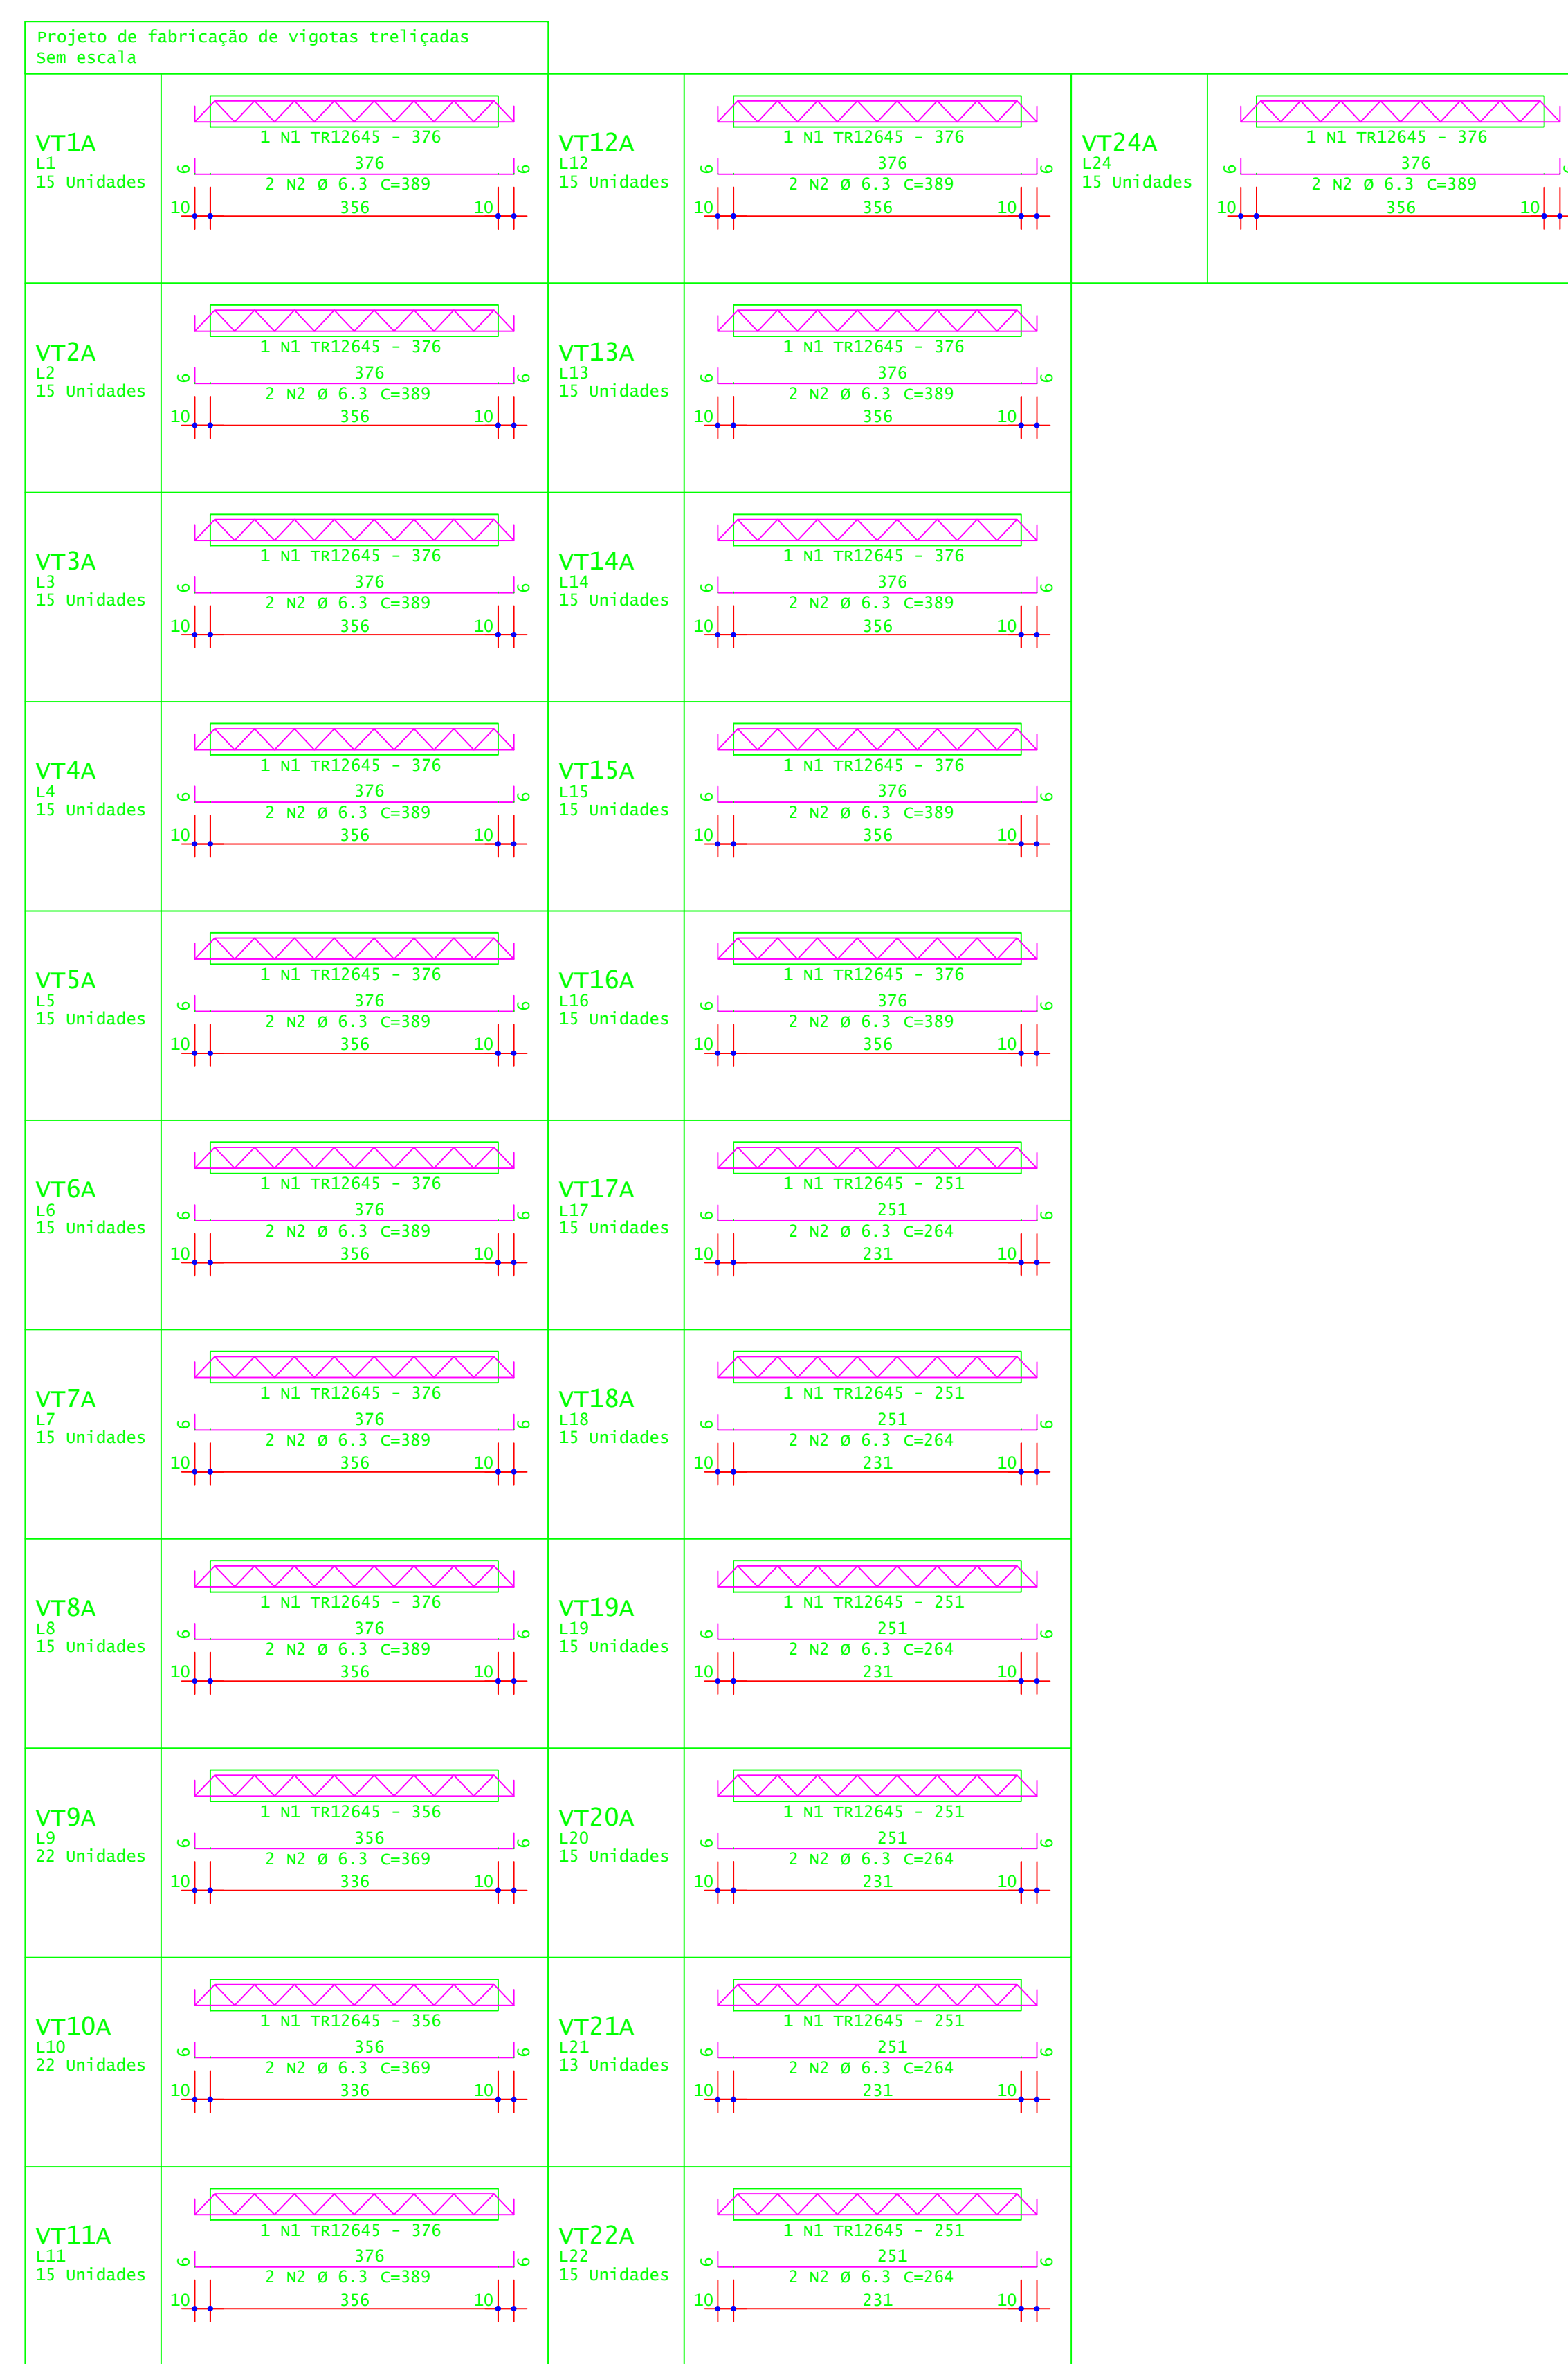 Projeto de fabricação de vigotas treliçadas
Sem escala
VT1A
L1
15 Unidades
1 N1 TR12645 - 376
376
6
6
2 N2 Ø 6.3 C=389
10
356
10
VT2A
L2
15 Unidades
1 N1 TR12645 - 376
376
6
6
2 N2 Ø 6.3 C=389
10
356
10
VT3A
L3
15 Unidades
1 N1 TR12645 - 376
376
6
6
2 N2 Ø 6.3 C=389
10
356
10
VT4A
L4
15 Unidades
1 N1 TR12645 - 376
376
6
6
2 N2 Ø 6.3 C=389
10
356
10
VT5A
L5
15 Unidades
1 N1 TR12645 - 376
376
6
6
2 N2 Ø 6.3 C=389
10
356
10
VT6A
L6
15 Unidades
1 N1 TR12645 - 376
376
6
6
2 N2 Ø 6.3 C=389
10
356
10
VT7A
L7
15 Unidades
1 N1 TR12645 - 376
376
6
6
2 N2 Ø 6.3 C=389
10
356
10
VT8A
L8
15 Unidades
1 N1 TR12645 - 376
376
6
6
2 N2 Ø 6.3 C=389
10
356
10
VT9A
L9
22 Unidades
1 N1 TR12645 - 356
356
6
6
2 N2 Ø 6.3 C=369
10
336
10
VT10A
L10
22 Unidades
1 N1 TR12645 - 356
356
6
6
2 N2 Ø 6.3 C=369
10
336
10
VT11A
L11
15 Unidades
1 N1 TR12645 - 376
376
6
6
2 N2 Ø 6.3 C=389
10
356
10
VT12A
L12
15 Unidades
1 N1 TR12645 - 376
376
6
6
2 N2 Ø 6.3 C=389
10
356
10
VT13A
L13
15 Unidades
1 N1 TR12645 - 376
376
6
6
2 N2 Ø 6.3 C=389
10
356
10
VT14A
L14
15 Unidades
1 N1 TR12645 - 376
376
6
6
2 N2 Ø 6.3 C=389
10
356
10
VT15A
L15
15 Unidades
1 N1 TR12645 - 376
376
6
6
2 N2 Ø 6.3 C=389
10
356
10
VT16A
L16
15 Unidades
1 N1 TR12645 - 376
376
6
6
2 N2 Ø 6.3 C=389
10
356
10
VT17A
L17
15 Unidades
1 N1 TR12645 - 251
251
6
6
2 N2 Ø 6.3 C=264
10
231
10
VT18A
L18
15 Unidades
1 N1 TR12645 - 251
251
6
6
2 N2 Ø 6.3 C=264
10
231
10
VT19A
L19
15 Unidades
1 N1 TR12645 - 251
251
6
6
2 N2 Ø 6.3 C=264
10
231
10
VT20A
L20
15 Unidades
1 N1 TR12645 - 251
251
6
6
2 N2 Ø 6.3 C=264
10
231
10
VT21A
L21
13 Unidades
1 N1 TR12645 - 251
251
6
6
2 N2 Ø 6.3 C=264
10
231
10
VT22A
L22
15 Unidades
1 N1 TR12645 - 251
251
6
6
2 N2 Ø 6.3 C=264
10
231
10
VT24A
L24
15 Unidades
1 N1 TR12645 - 376
376
6
2 N2 Ø 6.3 C=389
10
356
10